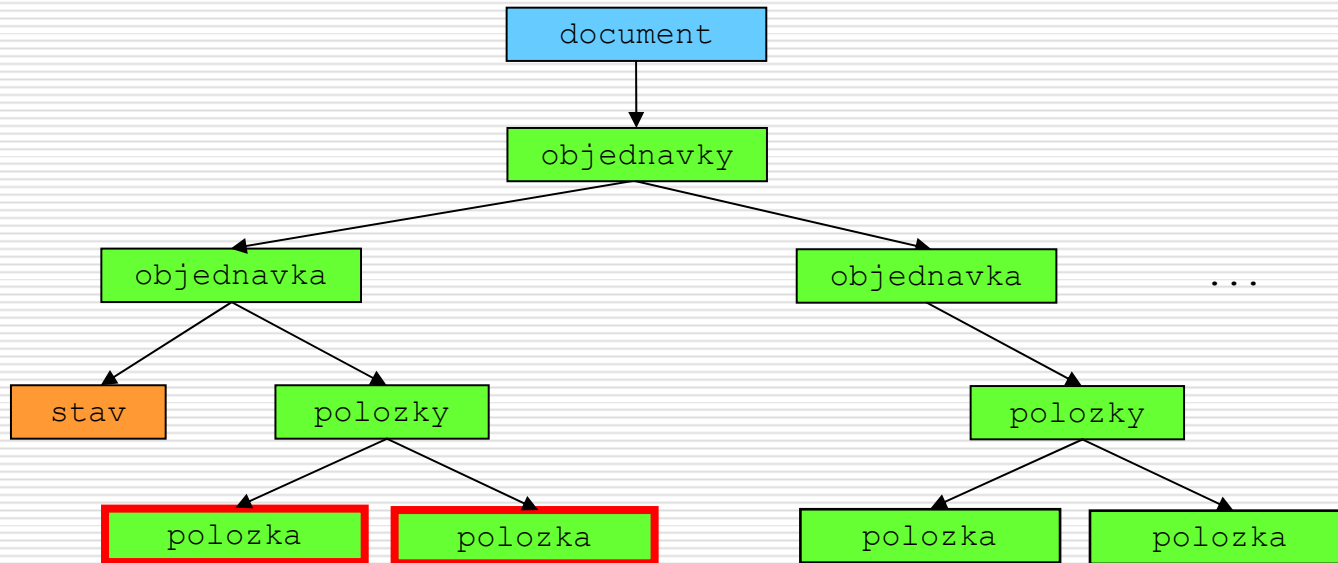 document
objednavky
objednavka
objednavka
...
stav
polozky
polozky
polozka
polozka
polozka
polozka